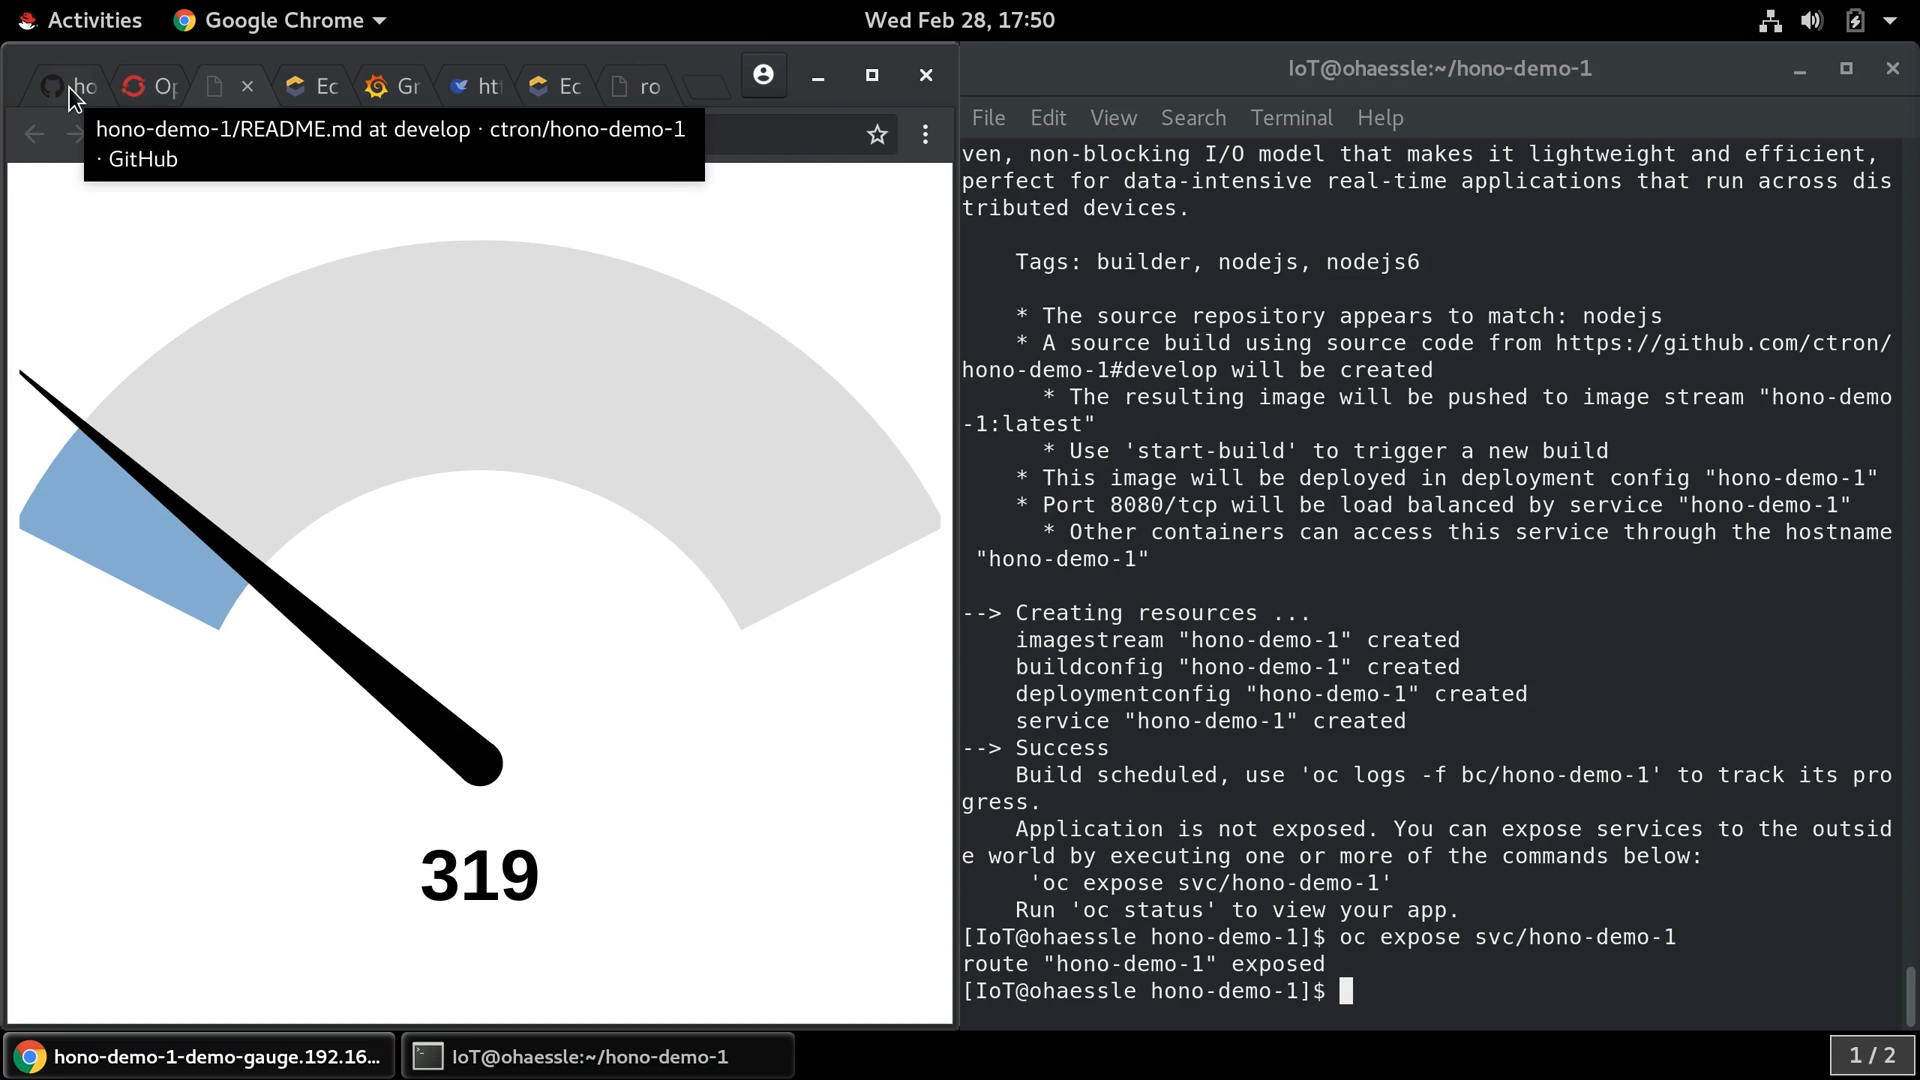 Activities
Google Chrome
Wed Feb 28, 17:50
ho
Op
Ec
Gr
htt
Ec
ro
hono-demo-1/README.md at develop · ctron/hono-demo-1
· GitHub
319
IoT@ohaessle:~/hono-demo-1
File Edit View Search Terminal Help
ven, non-blocking I/O model that makes it lightweight and efficient,
perfect for data-intensive real-time applications that run across dis
tributed devices.
Tags: builder, nodejs, nodejs6
* The source repository appears to match: nodejs
* A source build using source code from https://github.com/ctron/
hono-demo-1#develop will be created
* The resulting image will be pushed to image stream "hono-demo
-1:latest"
* Use 'start-build' to trigger a new build
* This image will be deployed in deployment config "hono-demo-1"
* Port 8080/tcp will be load balanced by service "hono-demo-1"
* Other containers can access this service through the hostname
"hono-demo-1"
--> Creating resources ...
imagestream "hono-demo-1" created
buildconfig "hono-demo-1" created
deploymentconfig "hono-demo-1" created
service "hono-demo-1" created
--> Success
Build scheduled, use 'oc logs -f bc/hono-demo-1' to track its pro
gress.
Application is not exposed. You can expose services to the outsid
e world by executing one or more of the commands below:
'oc expose svc/hono-demo-1'
Run 'oc status' to view your app.
[IoT@ohaessle hono-demo-1]$ oc expose svc/hono-demo-1
route "hono-demo-1" exposed
[IoT@ohaessle hono-demo-1]$
hono-demo-1-demo-gauge.192.16...
IoT@ohaessle:~/hono-demo-1
1 / 2